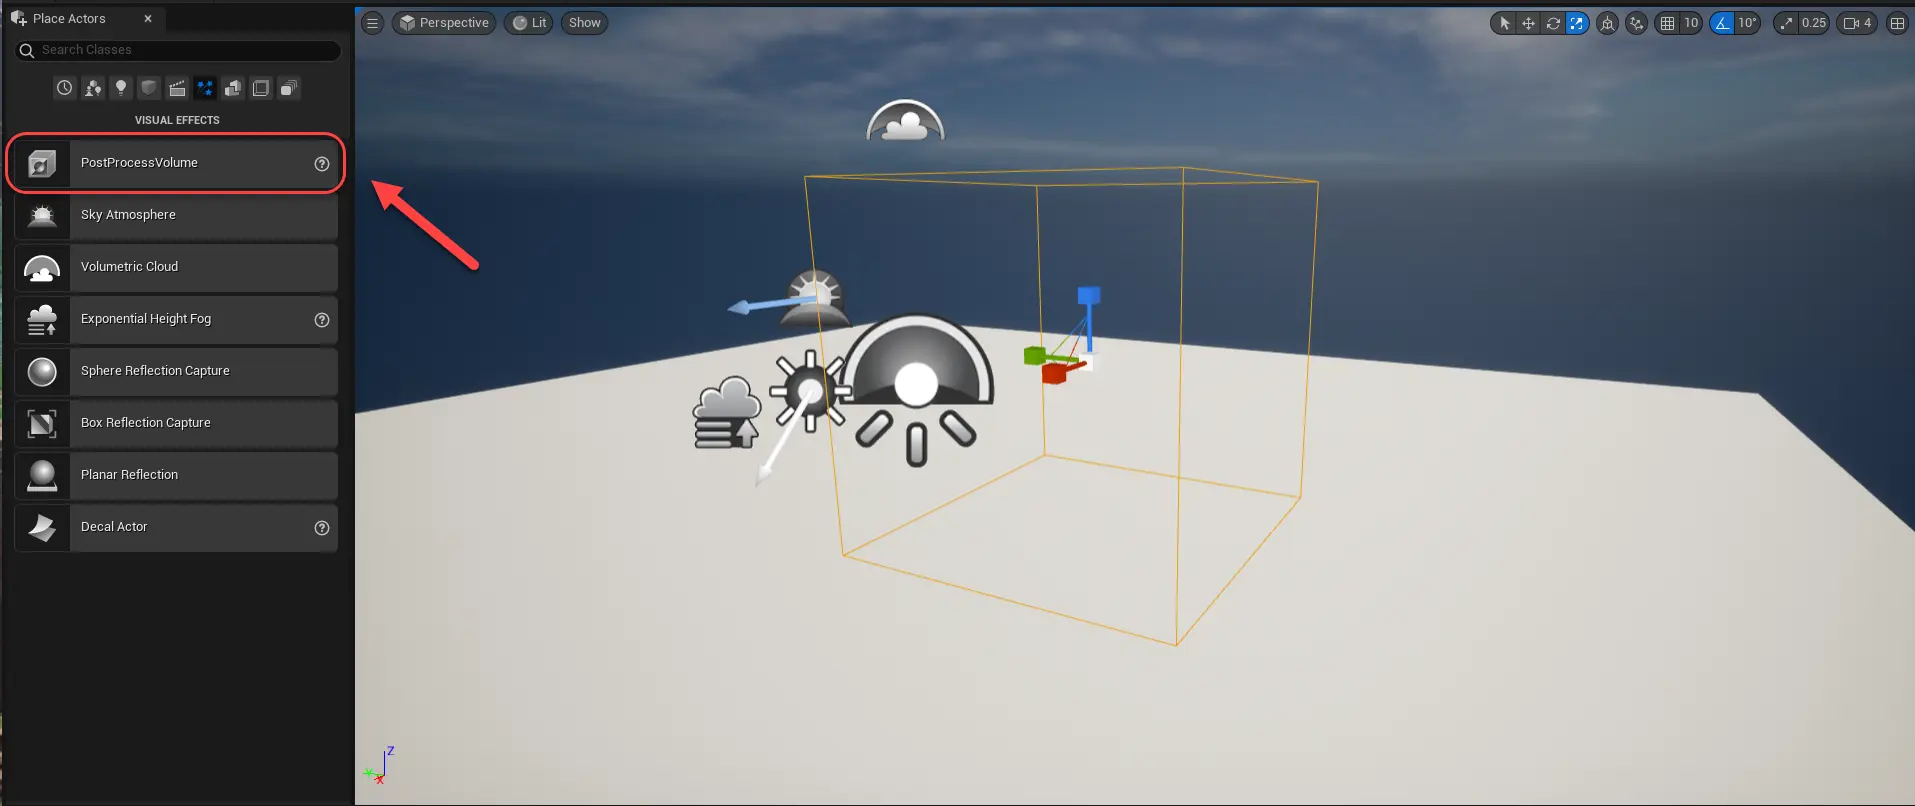 Place Actors
Search Classes
VISUAL EFFECTS
PostProcessVolume
Sky Atmosphere
Volumetric Cloud
Exponential Height Fog
Sphere Reflection Capture
Box Reflection Capture
Planar Reflection
Decal Actor
Perspective
Lit
Show
10
10°
0.25
4
Z
Y
X